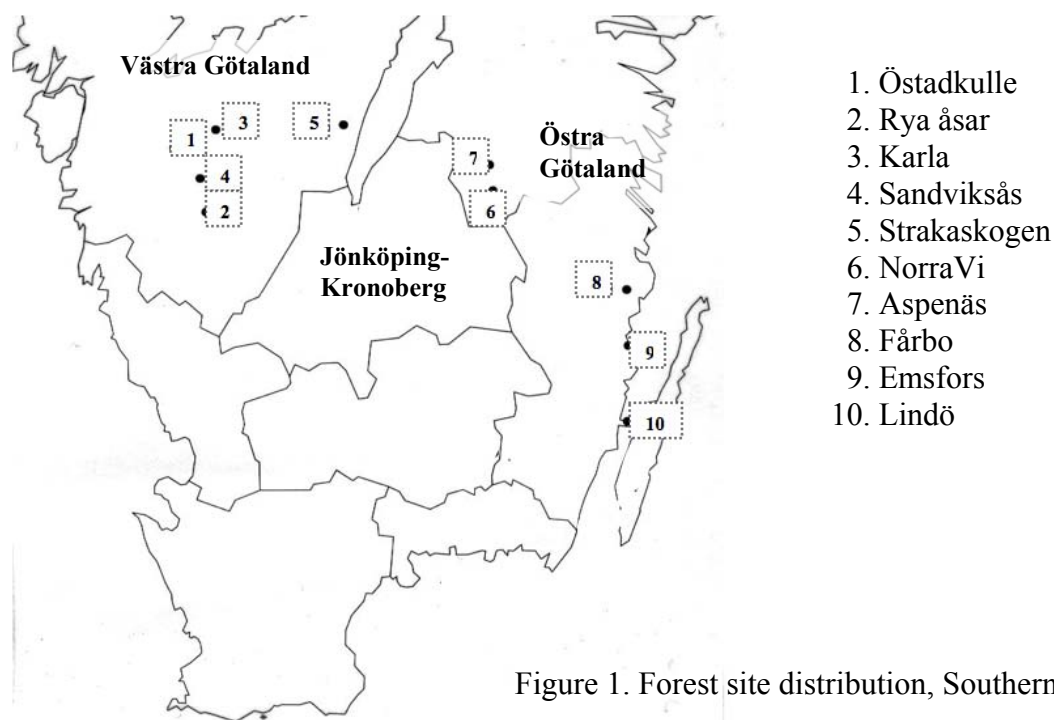 Västra Götaland
3
5
1
Östra
Götaland
7
4
2
6
Jönköping-
Kronoberg
8
9
10
1. Östadkulle
2. Rya åsar
3. Karla
4. Sandviksås
5. Strakaskogen
6. NorraVi
7. Aspenäs
8. Fårbo
9. Emsfors
10. Lindö
Figure 1. Forest site distribution, Southern